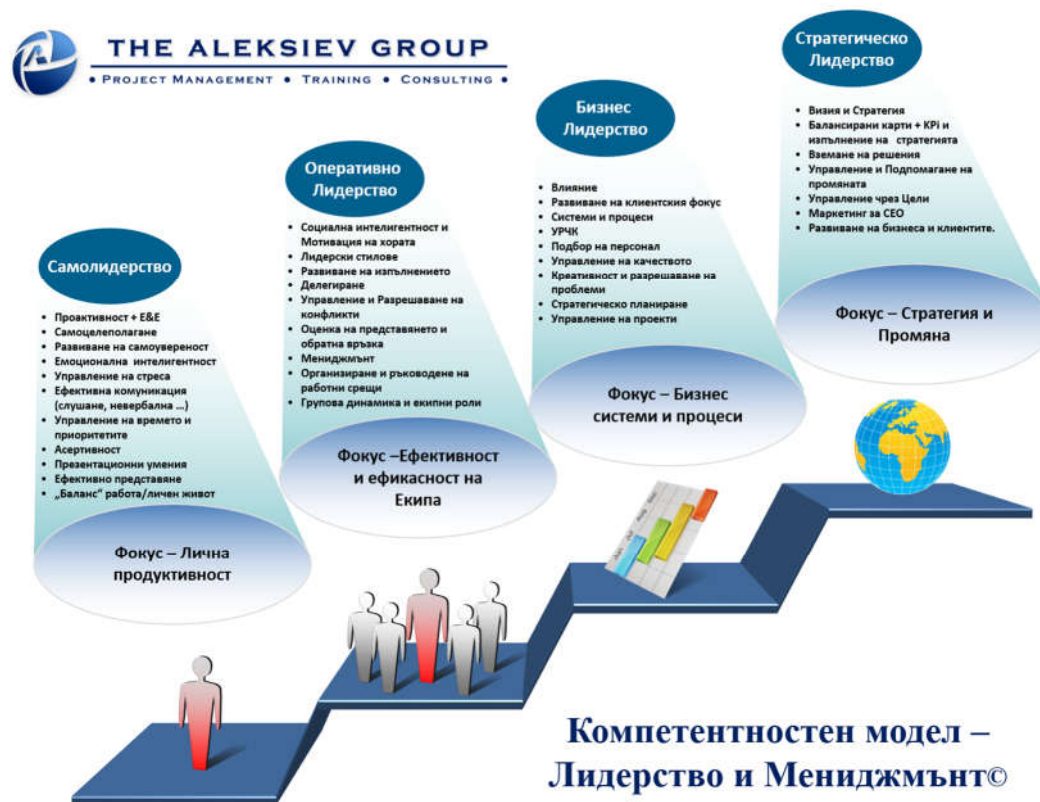 THE ALEKSIEV GROUP
• PROJECT MANAGEMENT • TRAINING • CONSULTING •
Самолидерство
• Проактивност + E&E
• Самоцелеполагане
• Развиване на самоувереност
• Емоционална интелигентност
• Управление на стреса
• Ефективна комуникация
(слушане, невербална ...)
• Управление на времето и
приоритетите
• Асертивност
• Презентационни умения
• Ефективно представяне
• „Баланс“ работа/личен живот
Фокус – Лична
продуктивност
Оперативно
Лидерство
• Социална интелигентност и
Мотивация на хората
• Лидерски стилове
• Развиване на изпълнението
• Делегиране
• Управление и Разрешаване на
конфликти
• Оценка на представянето и
обратна връзка
• Мениджмънт
• Организиране и ръководене на
работни срещи
• Групова динамика и екипни роли
Фокус –Ефективност
и ефикасност на
Екипа
Бизнес
Лидерство
• Влияние
• Развиване на клиентския фокус
• Системи и процеси
• УРЧК
• Подбор на персонал
• Управление на качеството
• Креативност и разрешаване на
проблеми
• Стратегическо планиране
• Управление на проекти
Фокус – Бизнес
системи и процеси
Стратегическо
Лидерство
• Визия и Стратегия
• Балансирани карти + KPi и
изпълнение на стратегията
• Вземане на решения
• Управление и Подпомагане на
промяната
• Управление чрез Цели
• Маркетинг за CEO
• Развиване на бизнеса и клиентите.
Фокус – Стратегия и
Промяна
Компетентностен модел –
Лидерство и Мениджмънт©